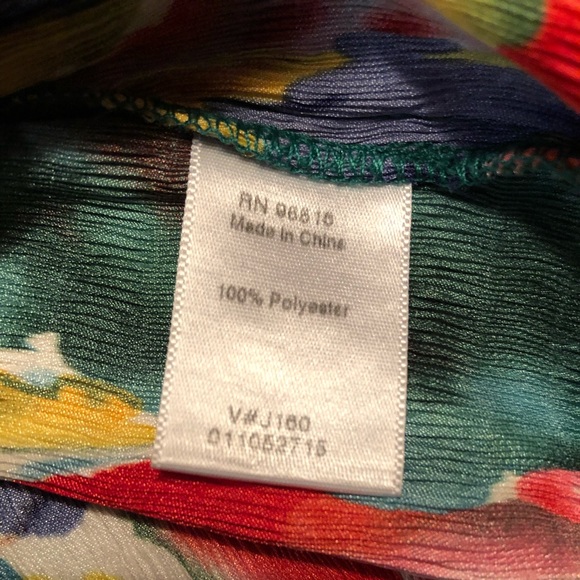 RN 96815
Made in China
100% Polyester
V#J160
011052715